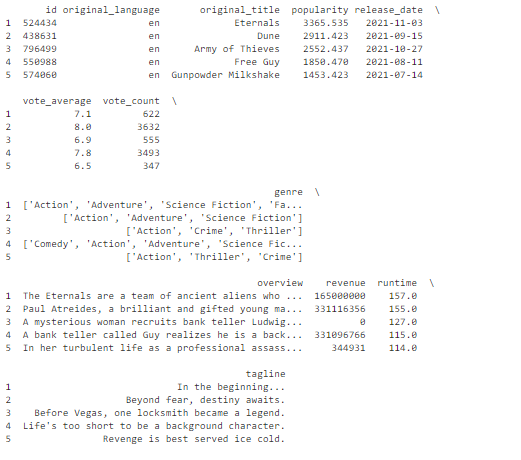 id original_language original_title popularity release_date \
1 524434 en Eternals 3365.535 2021-11-03
2 438631 en Dune 2911.423 2021-09-15
3 796499 en Army of Thieves 2552.437 2021-10-27
4 550988 en Free Guy 1850.470 2021-08-11
5 574060 en Gunpowder Milkshake 1453.423 2021-07-14
vote_average vote_count \
1 7.1 622
2 8.0 3632
3 6.9 555
4 7.8 3493
5 6.5 347
genre \
1 ['Action', 'Adventure', 'Science Fiction', 'Fa...
2 ['Action', 'Adventure', 'Science Fiction']
3 ['Action', 'Crime', 'Thriller']
4 ['Comedy', 'Action', 'Adventure', 'Science Fic...
5 ['Action', 'Thriller', 'Crime']
overview revenue runtime \
1 The Eternals are a team of ancient aliens who ... 165000000 157.0
2 Paul Atreides, a brilliant and gifted young ma... 331116356 155.0
3 A mysterious woman recruits bank teller Ludwig... 0 127.0
4 A bank teller called Guy realizes he is a back... 331096766 115.0
5 In her turbulent life as a professional assass... 344931 114.0
tagline
1 In the beginning...
2 Beyond fear, destiny awaits.
3 Before Vegas, one locksmith became a legend.
4 Life's too short to be a background character.
5 Revenge is best served ice cold.